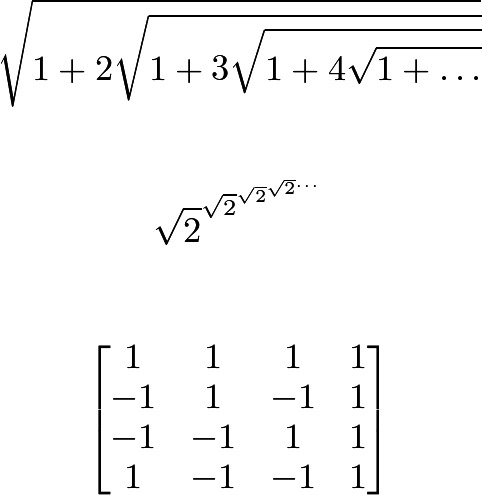 √(1 + 2√(1 + 3√(1 + 4√(1 + …))))
√2^√2^√2^√2^⋯
[1 1 1 1
−1 1 −1 1
−1 −1 1 1
1 −1 −1 1]